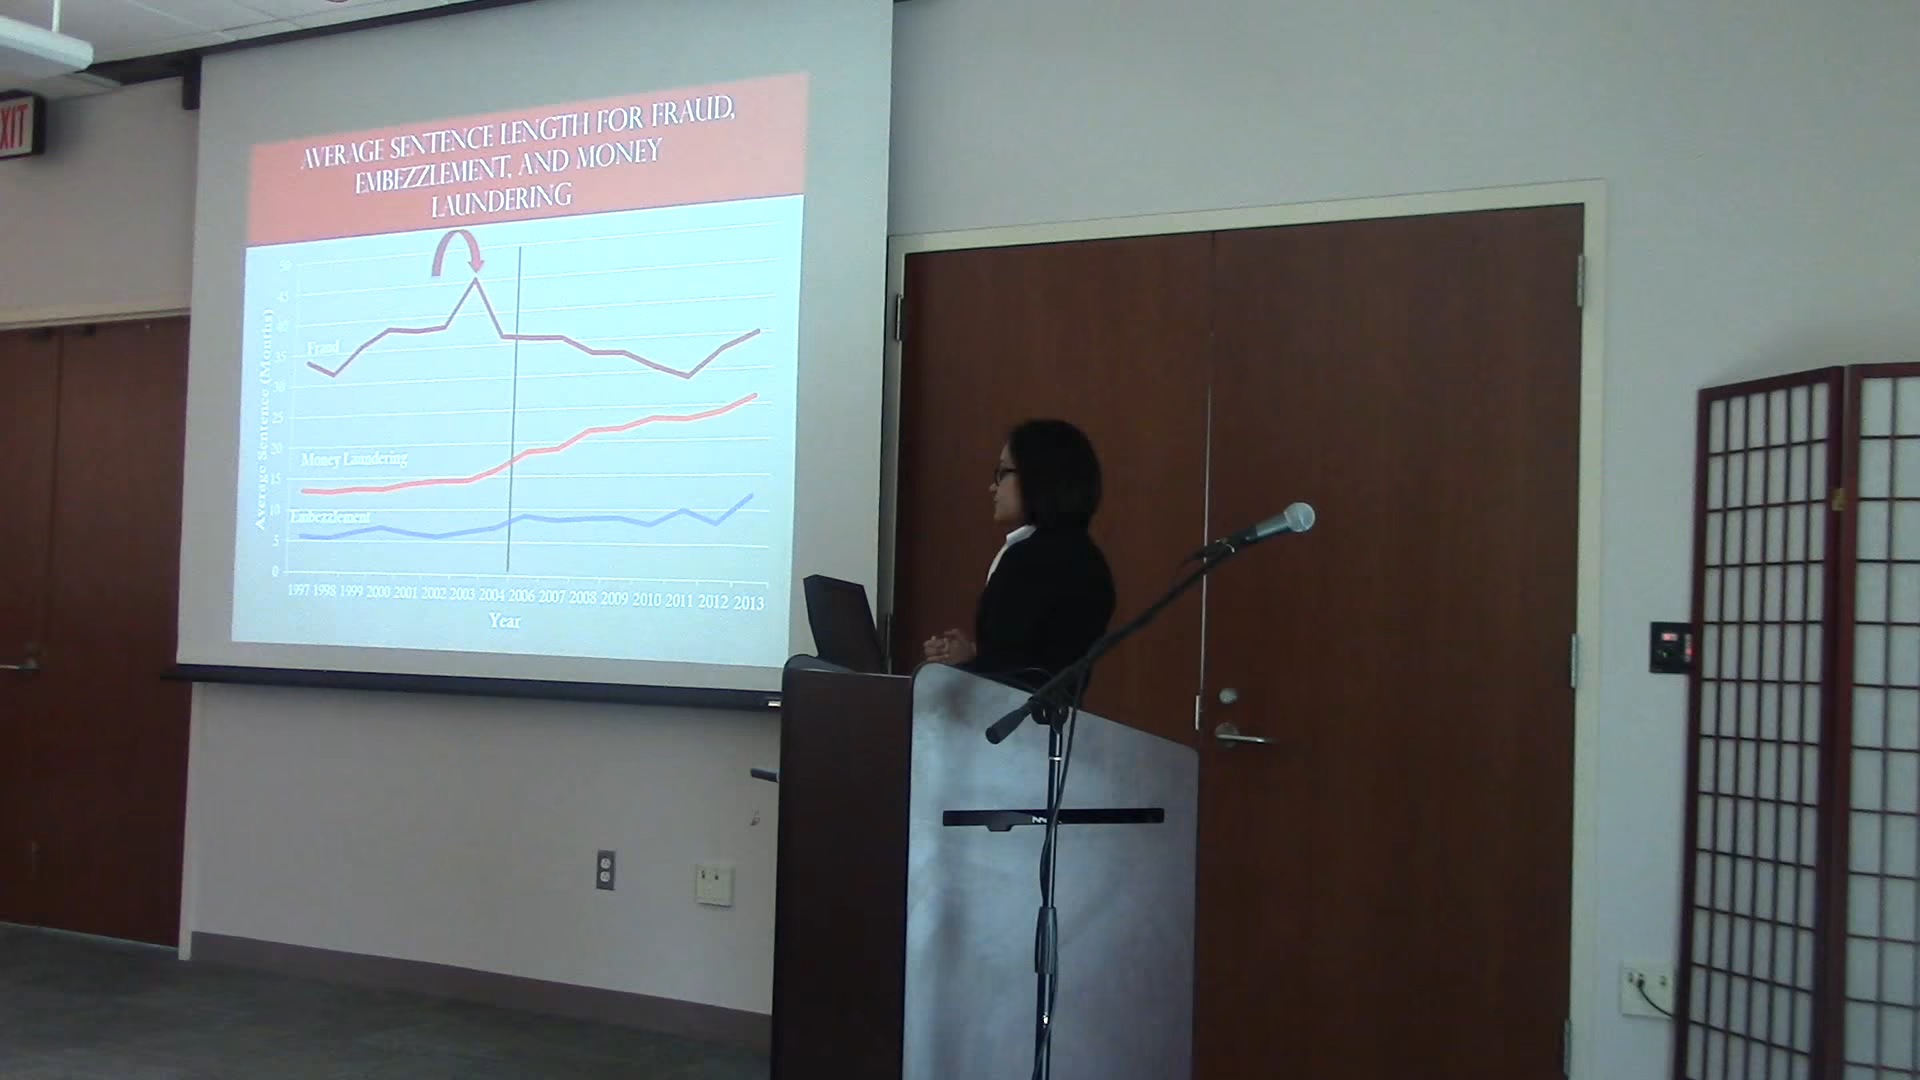 EXIT
AVERAGE SENTENCE LENGTH FOR FRAUD,
EMBEZZLEMENT, AND MONEY
LAUNDERING
50
45
40
35
30
25
20
15
10
5
0
Average Sentence (Months)
Fraud
Money Laundering
Embezzlement
1997 1998 1999 2000 2001 2002 2003 2004 2006 2007 2008 2009 2010 2011 2012 2013
Year